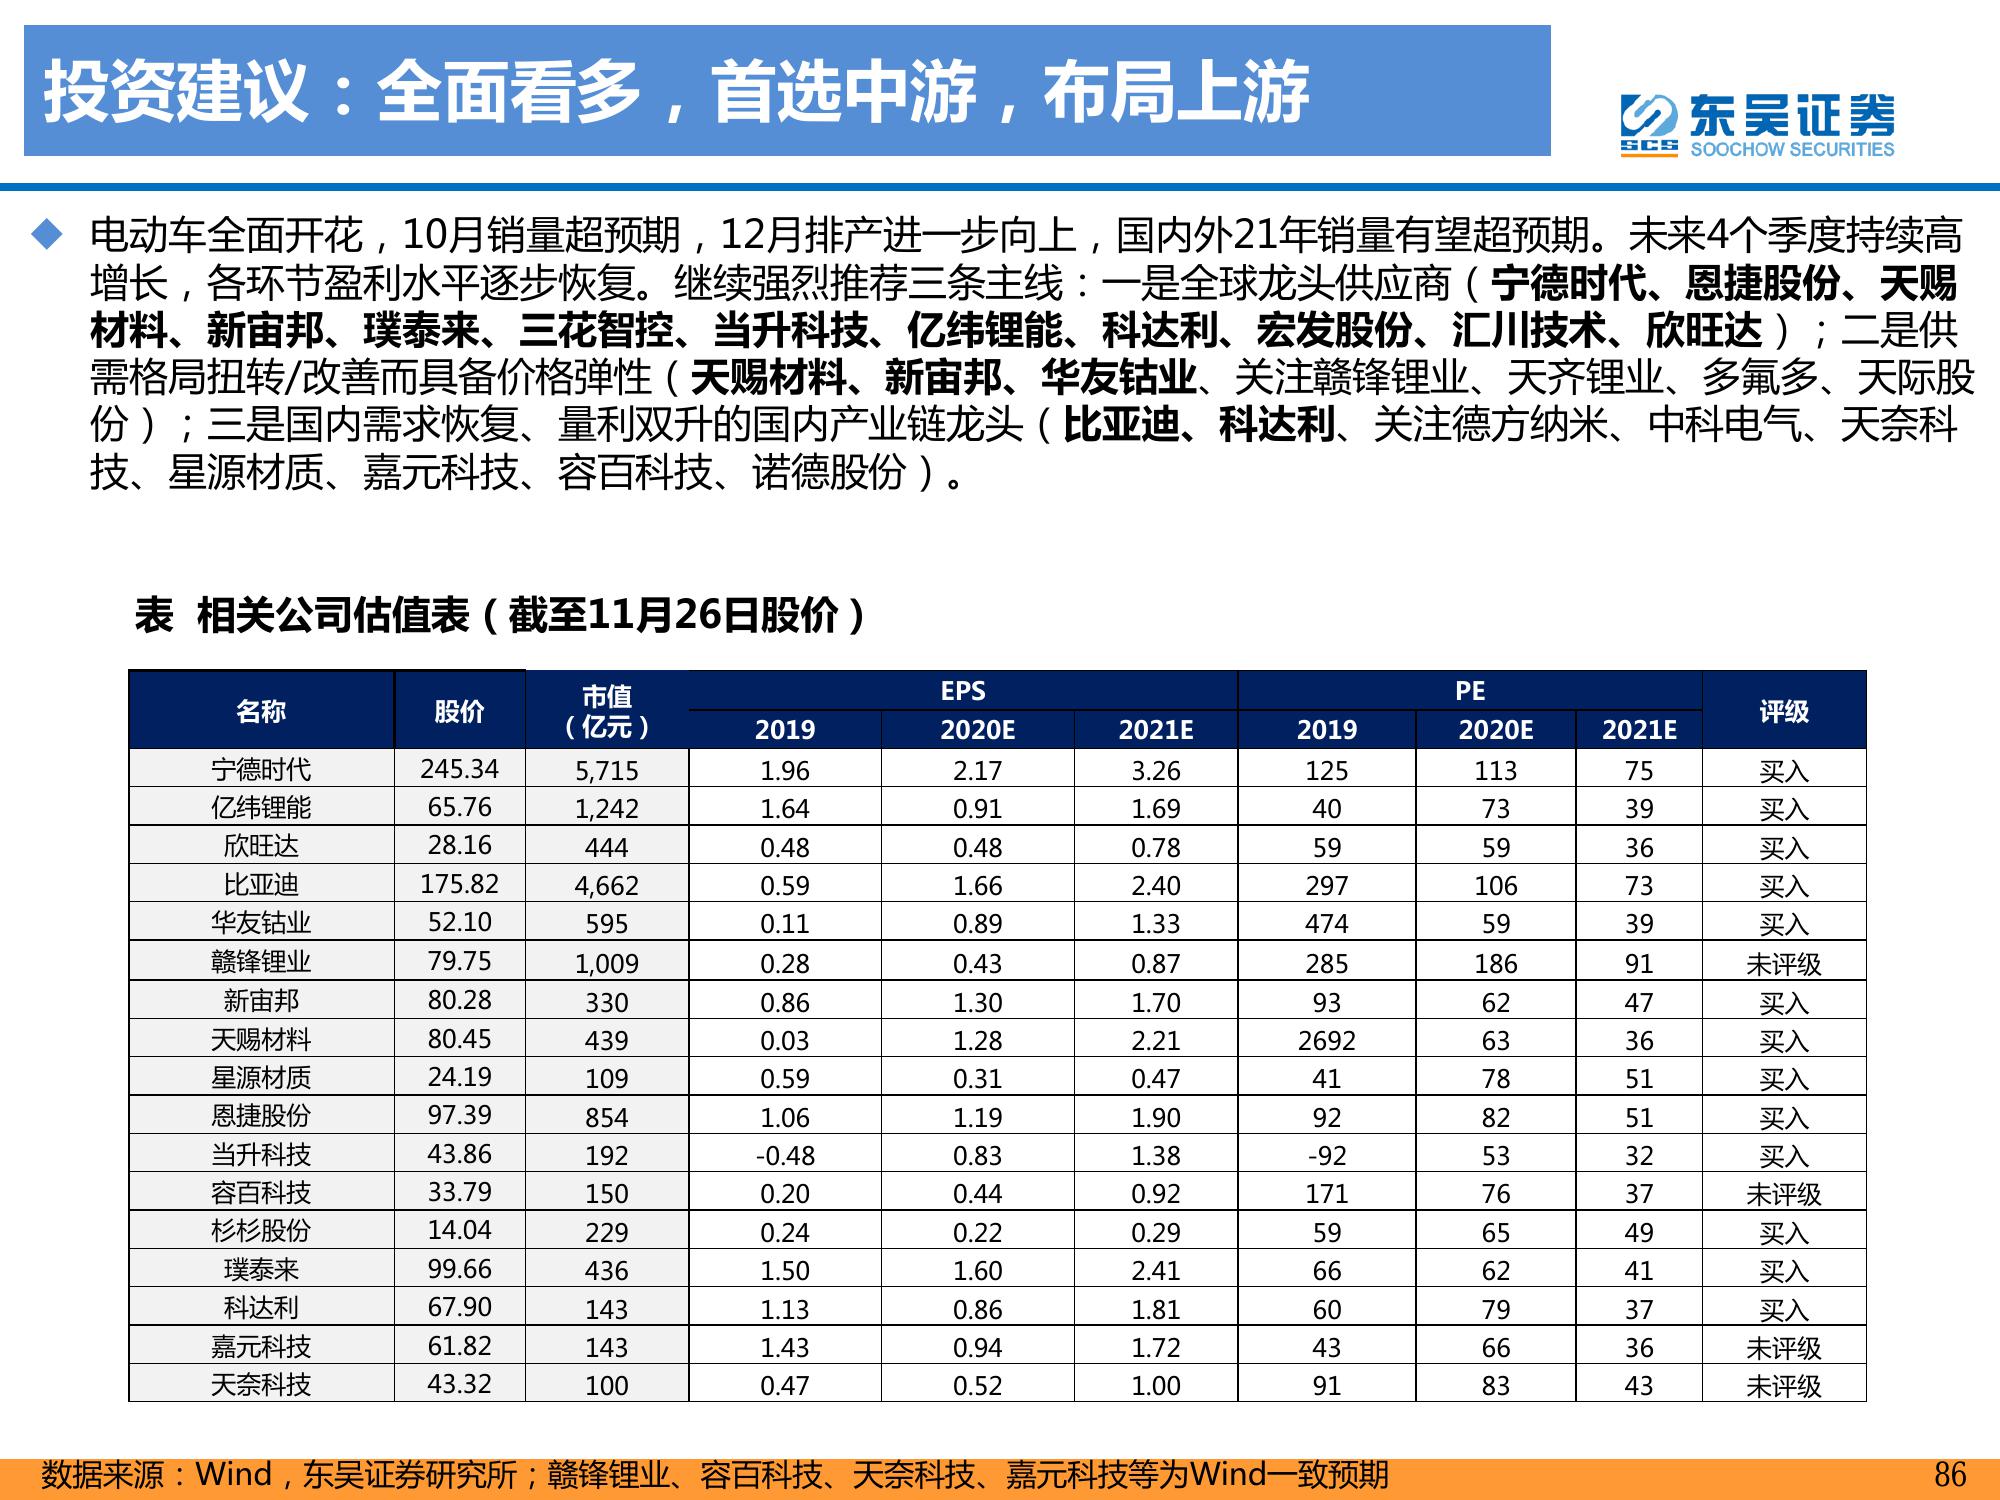 投资建议：全面看多，首选中游，布局上游
东吴证券
SCS
SOOCHOW SECURITIES
电动车全面开花，10月销量超预期，12月排产进一步向上，国内外21年销量有望超预期。未来4个季度持续高
增长，各环节盈利水平逐步恢复。继续强烈推荐三条主线：一是全球龙头供应商（宁德时代、恩捷股份、天赐
材料、新宙邦、璞泰来、三花智控、当升科技、亿纬锂能、科达利、宏发股份、汇川技术、欣旺达）；二是供
需格局扭转/改善而具备价格弹性（天赐材料、新宙邦、华友钴业、关注赣锋锂业、天齐锂业、多氟多、天际股
份）；三是国内需求恢复、量利双升的国内产业链龙头（比亚迪、科达利、关注德方纳米、中科电气、天奈科
技、星源材质、嘉元科技、容百科技、诺德股份）。
表 相关公司估值表（截至11月26日股价）
名称 股价 市值（亿元） EPS PE 评级
2019 2020E 2021E 2019 2020E 2021E
宁德时代 245.34 5,715 1.96 2.17 3.26 125 113 75 买入
亿纬锂能 65.76 1,242 1.64 0.91 1.69 40 73 39 买入
欣旺达 28.16 444 0.48 0.48 0.78 59 59 36 买入
比亚迪 175.82 4,662 0.59 1.66 2.40 297 106 73 买入
华友钴业 52.10 595 0.11 0.89 1.33 474 59 39 买入
赣锋锂业 79.75 1,009 0.28 0.43 0.87 285 186 91 未评级
新宙邦 80.28 330 0.86 1.30 1.70 93 62 47 买入
天赐材料 80.45 439 0.03 1.28 2.21 2692 63 36 买入
星源材质 24.19 109 0.59 0.31 0.47 41 78 51 买入
恩捷股份 97.39 854 1.06 1.19 1.90 92 82 51 买入
当升科技 43.86 192 -0.48 0.83 1.38 -92 53 32 买入
容百科技 33.79 150 0.20 0.44 0.92 171 76 37 未评级
杉杉股份 14.04 229 0.24 0.22 0.29 59 65 49 买入
璞泰来 99.66 436 1.50 1.60 2.41 66 62 41 买入
科达利 67.90 143 1.13 0.86 1.81 60 79 37 买入
嘉元科技 61.82 143 1.43 0.94 1.72 43 66 36 未评级
天奈科技 43.32 100 0.47 0.52 1.00 91 83 43 未评级
数据来源：Wind，东吴证券研究所；赣锋锂业、容百科技、天奈科技、嘉元科技等为Wind一致预期
86